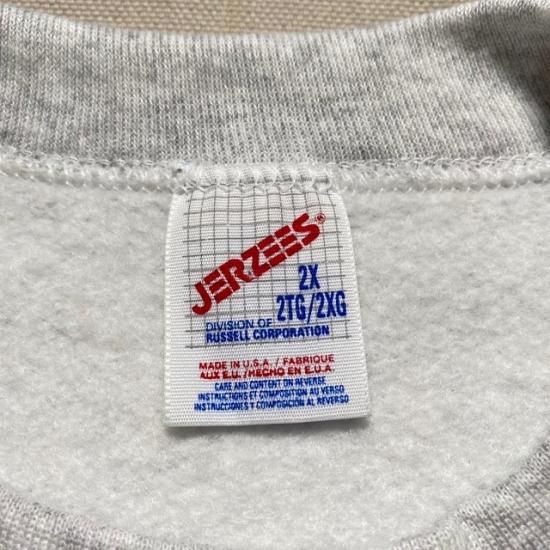 JERZEES®
2X
2TG/2XG
DIVISION OF
RUSSELL CORPORATION
MADE IN U.S.A. / FABRIQUE
AUX E.U./HECHO EN E.U.A.
CARE AND CONTENT ON REVERSE
INSTRUCTIONS ET COMPOSITION AU VERSO
INSTRUCCIONES Y COMPOSICIÓN AL REVERSO